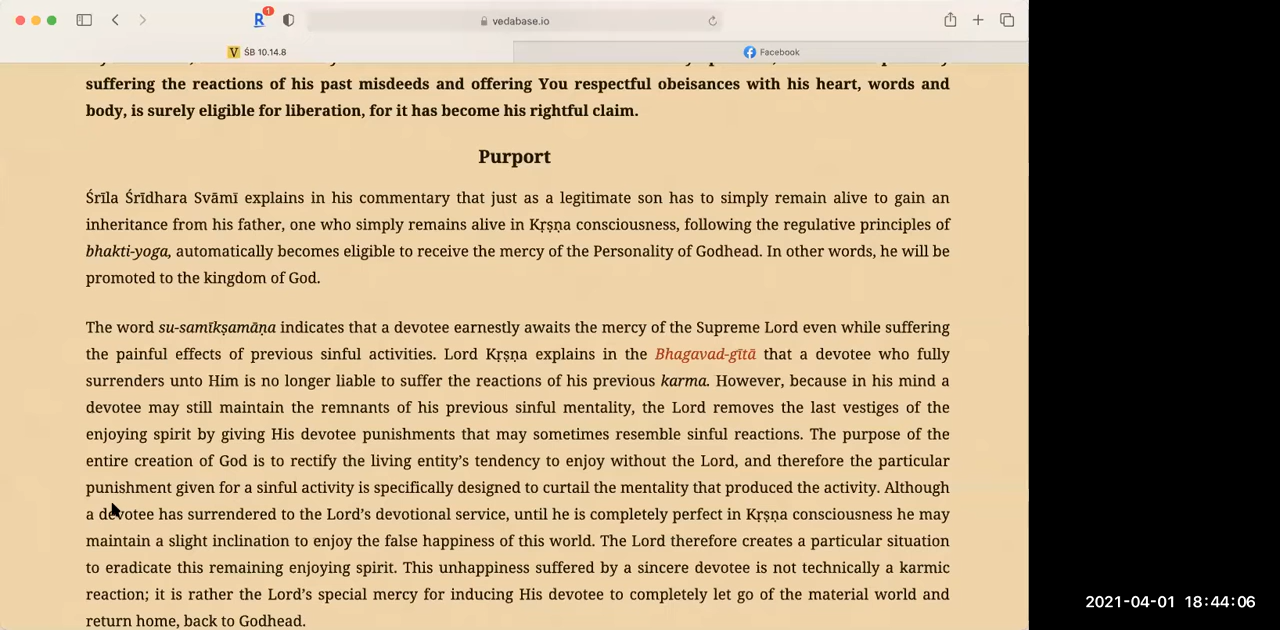 R 1
vedabase.io
V ŚB 10.14.8
Facebook
suffering the reactions of his past misdeeds and offering You respectful obeisances with his heart, words and
body, is surely eligible for liberation, for it has become his rightful claim.
Purport
Śrīla Śrīdhara Svāmī explains in his commentary that just as a legitimate son has to simply remain alive to gain an
inheritance from his father, one who simply remains alive in Kṛṣṇa consciousness, following the regulative principles of
bhakti-yoga, automatically becomes eligible to receive the mercy of the Personality of Godhead. In other words, he will be
promoted to the kingdom of God.
The word su-samīkṣamāṇa indicates that a devotee earnestly awaits the mercy of the Supreme Lord even while suffering
the painful effects of previous sinful activities. Lord Kṛṣṇa explains in the Bhagavad-gītā that a devotee who fully
surrenders unto Him is no longer liable to suffer the reactions of his previous karma. However, because in his mind a
devotee may still maintain the remnants of his previous sinful mentality, the Lord removes the last vestiges of the
enjoying spirit by giving His devotee punishments that may sometimes resemble sinful reactions. The purpose of the
entire creation of God is to rectify the living entity’s tendency to enjoy without the Lord, and therefore the particular
punishment given for a sinful activity is specifically designed to curtail the mentality that produced the activity. Although
a devotee has surrendered to the Lord’s devotional service, until he is completely perfect in Kṛṣṇa consciousness he may
maintain a slight inclination to enjoy the false happiness of this world. The Lord therefore creates a particular situation
to eradicate this remaining enjoying spirit. This unhappiness suffered by a sincere devotee is not technically a karmic
reaction; it is rather the Lord’s special mercy for inducing His devotee to completely let go of the material world and
return home, back to Godhead.
2021-04-01 18:44:06